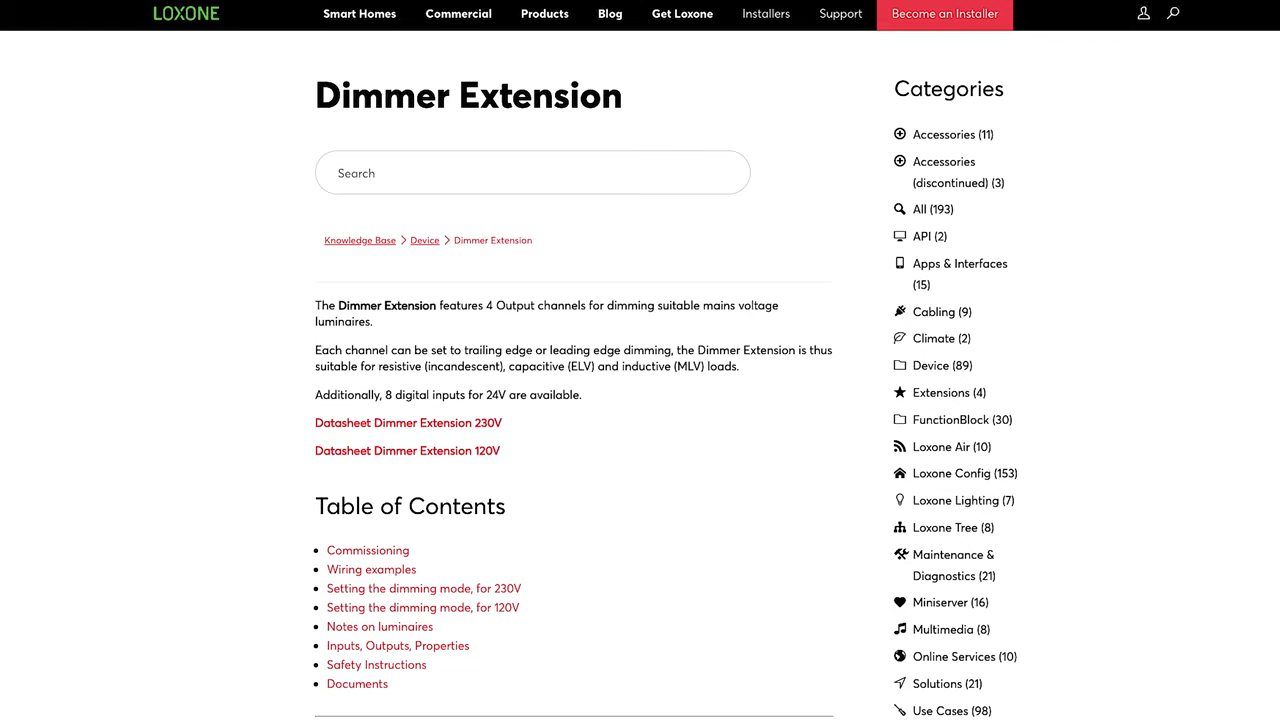 LOXONE
Smart Homes Commercial Products Blog Get Loxone Installers Support Become an Installer
Dimmer Extension
Search
Knowledge Base Device Dimmer Extension
The Dimmer Extension features 4 Output channels for dimming suitable mains voltage
luminaires.
Each channel can be set to trailing edge or leading edge dimming, the Dimmer Extension is thus
suitable for resistive (incandescent), capacitive (ELV) and inductive (MLV) loads.
Additionally, 8 digital inputs for 24V are available.
Datasheet Dimmer Extension 230V
Datasheet Dimmer Extension 120V
Table of Contents
Commissioning
Wiring examples
Setting the dimming mode, for 230V
Setting the dimming mode, for 120V
Notes on luminaires
Inputs, Outputs, Properties
Safety Instructions
Documents
Categories
Accessories (11)
Accessories
(discontinued) (3)
All (193)
API (2)
Apps & Interfaces
(15)
Cabling (9)
Climate (2)
Device (89)
Extensions (4)
FunctionBlock (30)
Loxone Air (10)
Loxone Config (153)
Loxone Lighting (7)
Loxone Tree (8)
Maintenance &
Diagnostics (21)
Miniserver (16)
Multimedia (8)
Online Services (10)
Solutions (21)
Use Cases (98)